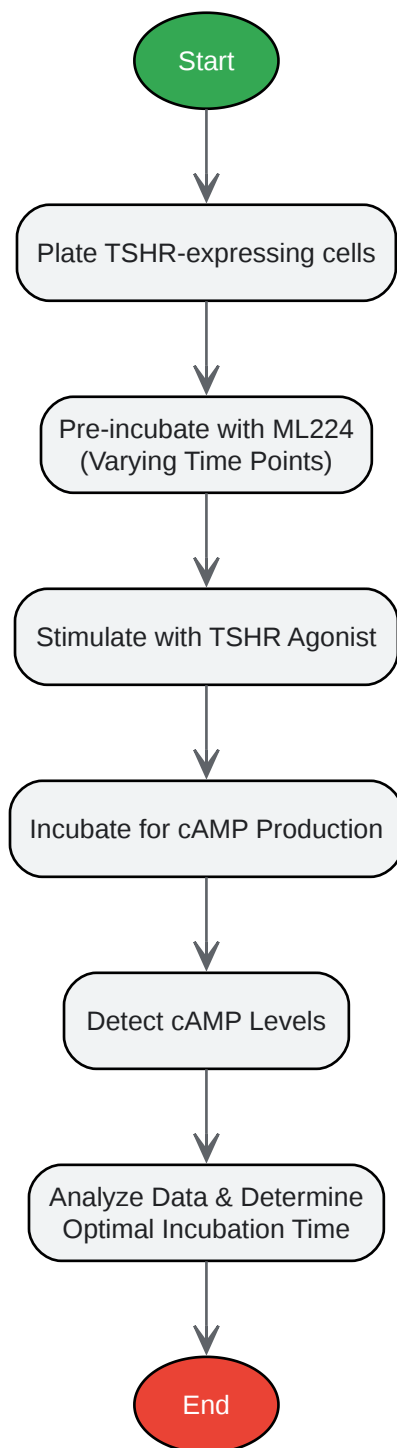 Start
Plate TSHR-expressing cells
Pre-incubate with ML224
(Varying Time Points)
Stimulate with TSHR Agonist
Incubate for cAMP Production
Detect cAMP Levels
Analyze Data & Determine
Optimal Incubation Time
End